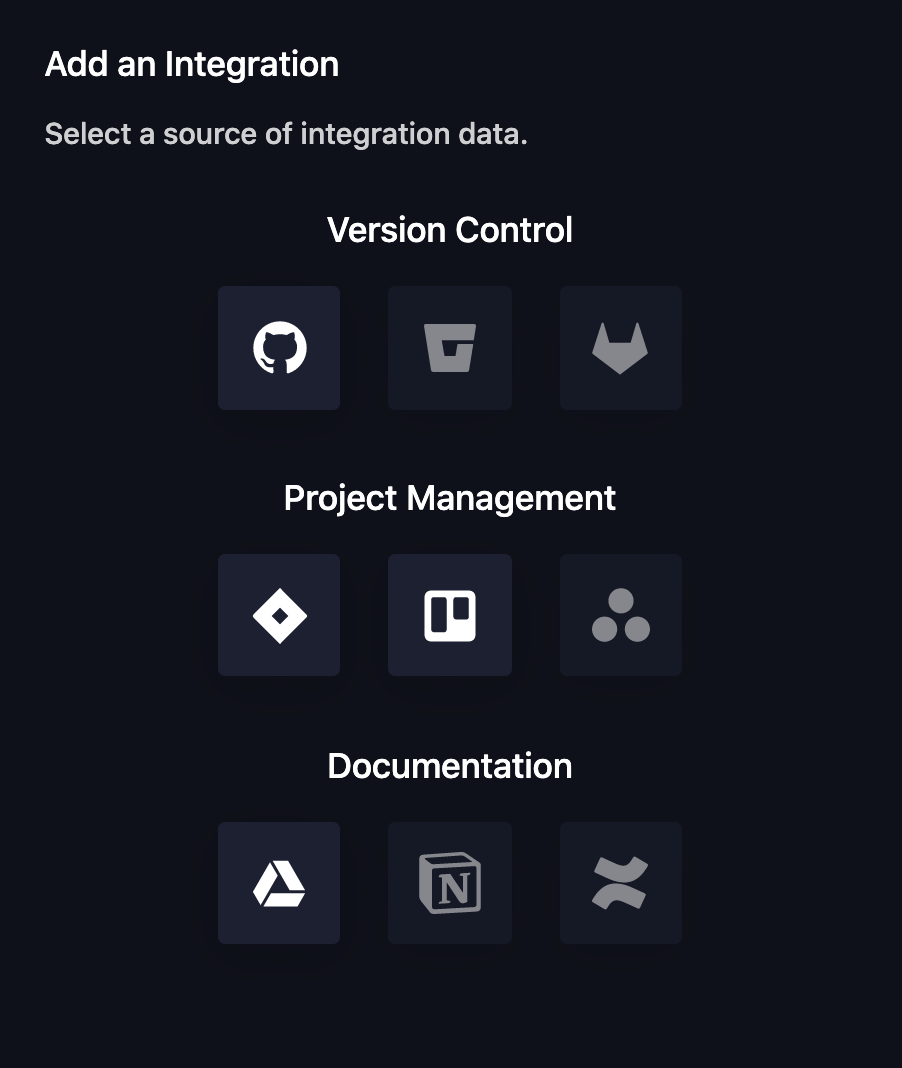 Add an Integration
Select a source of integration data.
Version Control
Project Management
Documentation
N